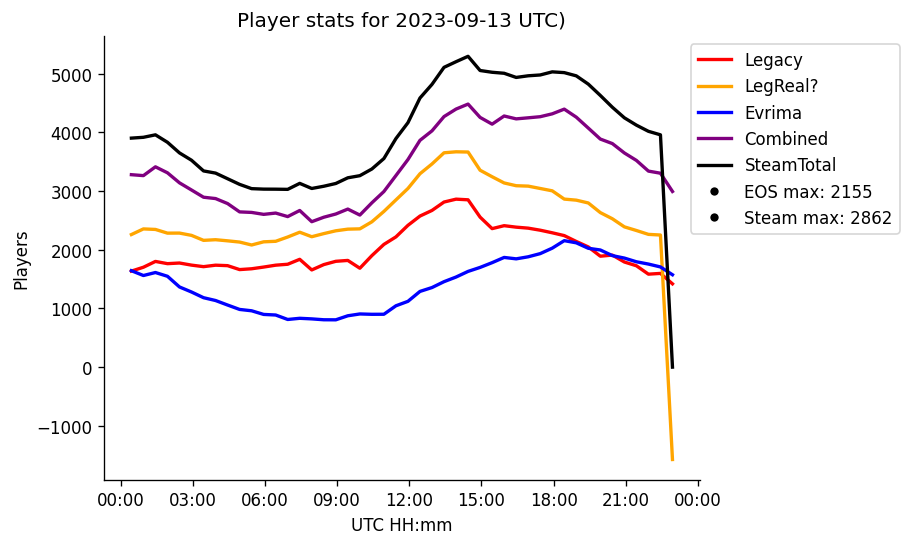 Player stats for 2023-09-13 UTC)
Players
5000
4000
3000
2000
1000
0
−1000
00:00 03:00 06:00 09:00 12:00 15:00 18:00 21:00 00:00
UTC HH:mm
Legacy
LegReal?
Evrima
Combined
SteamTotal
EOS max: 2155
Steam max: 2862